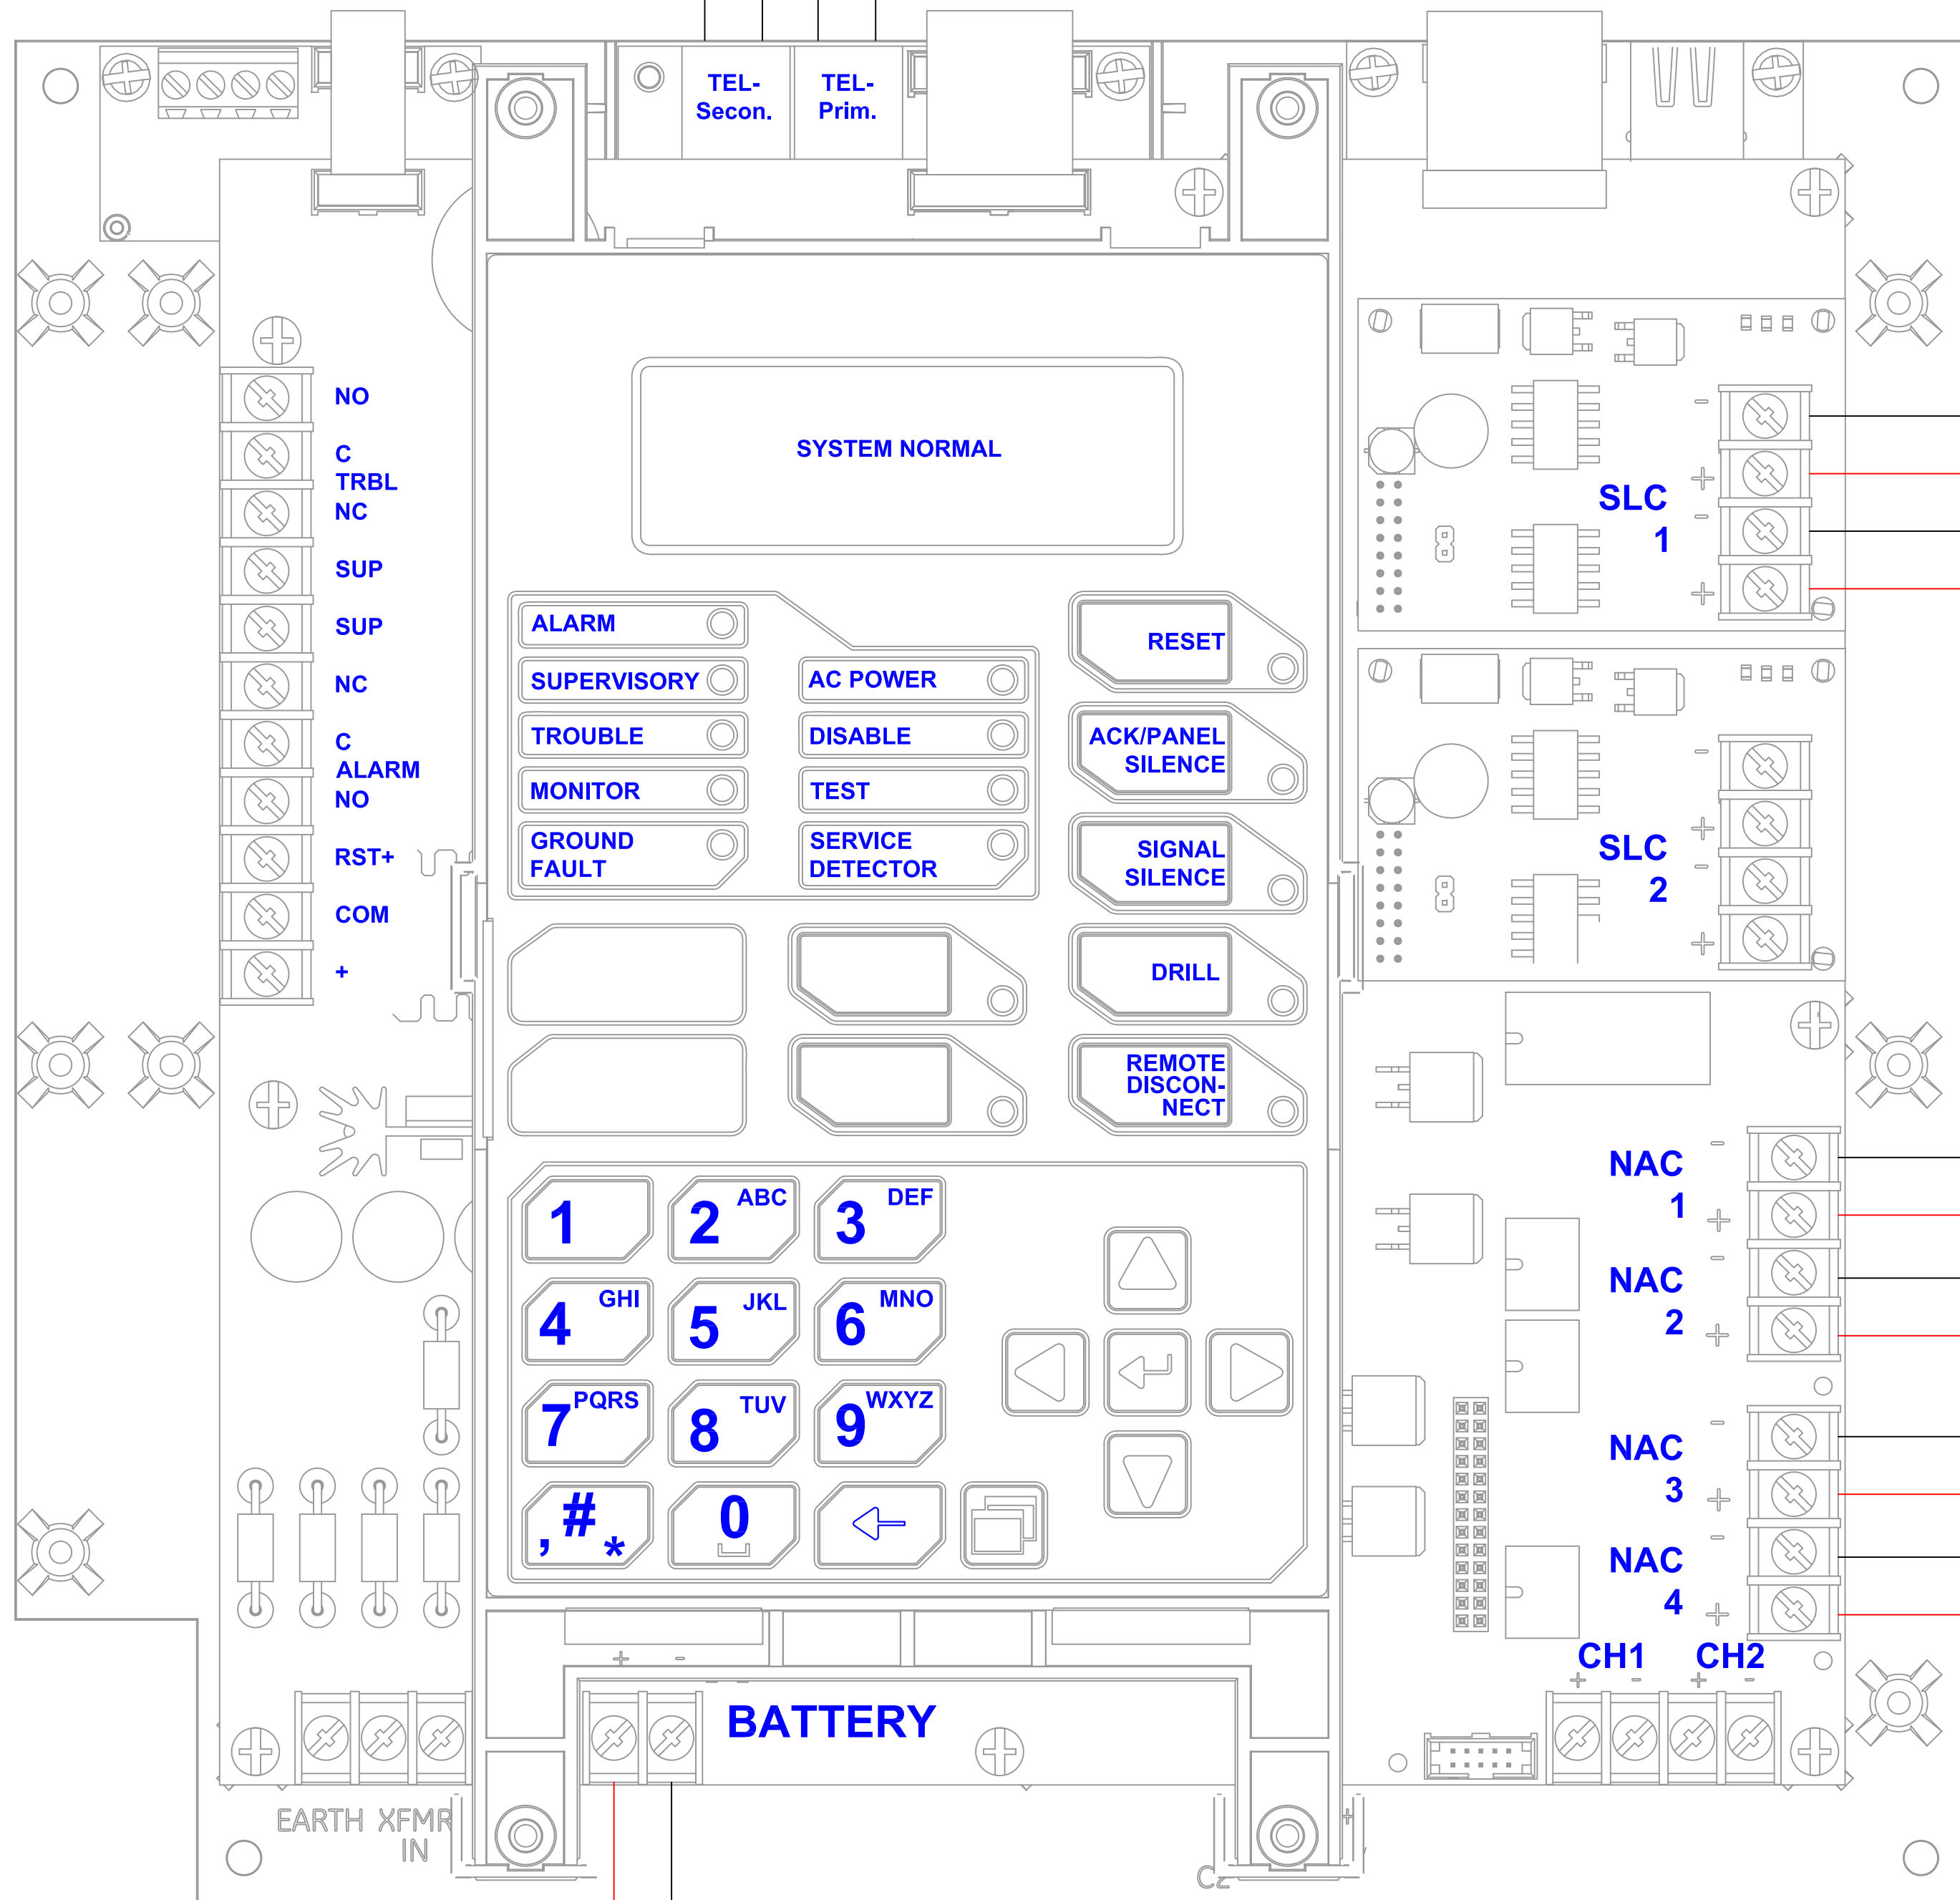 TEL-
Secon.
TEL-
Prim.
NO
C
TRBL
NC
SUP
SUP
NC
C
ALARM
NO
RST+
COM
+
SYSTEM NORMAL
ALARM
SUPERVISORY
TROUBLE
MONITOR
GROUND
FAULT
AC POWER
DISABLE
TEST
SERVICE
DETECTOR
RESET
ACK/PANEL
SILENCE
SIGNAL
SILENCE
DRILL
REMOTE
DISCON-
NECT
1
2 ABC
3 DEF
4 GHI
5 JKL
6 MNO
7 PQRS
8 TUV
9 WXYZ
,#*
0
- 
+
-
+
SLC
1
-
+
-
+
SLC
2
-
+
NAC
1
-
+
NAC
2
-
+
NAC
3
-
+
NAC
4
CH1
CH2
+ - + -
+ -
BATTERY
EARTH XFMR
IN